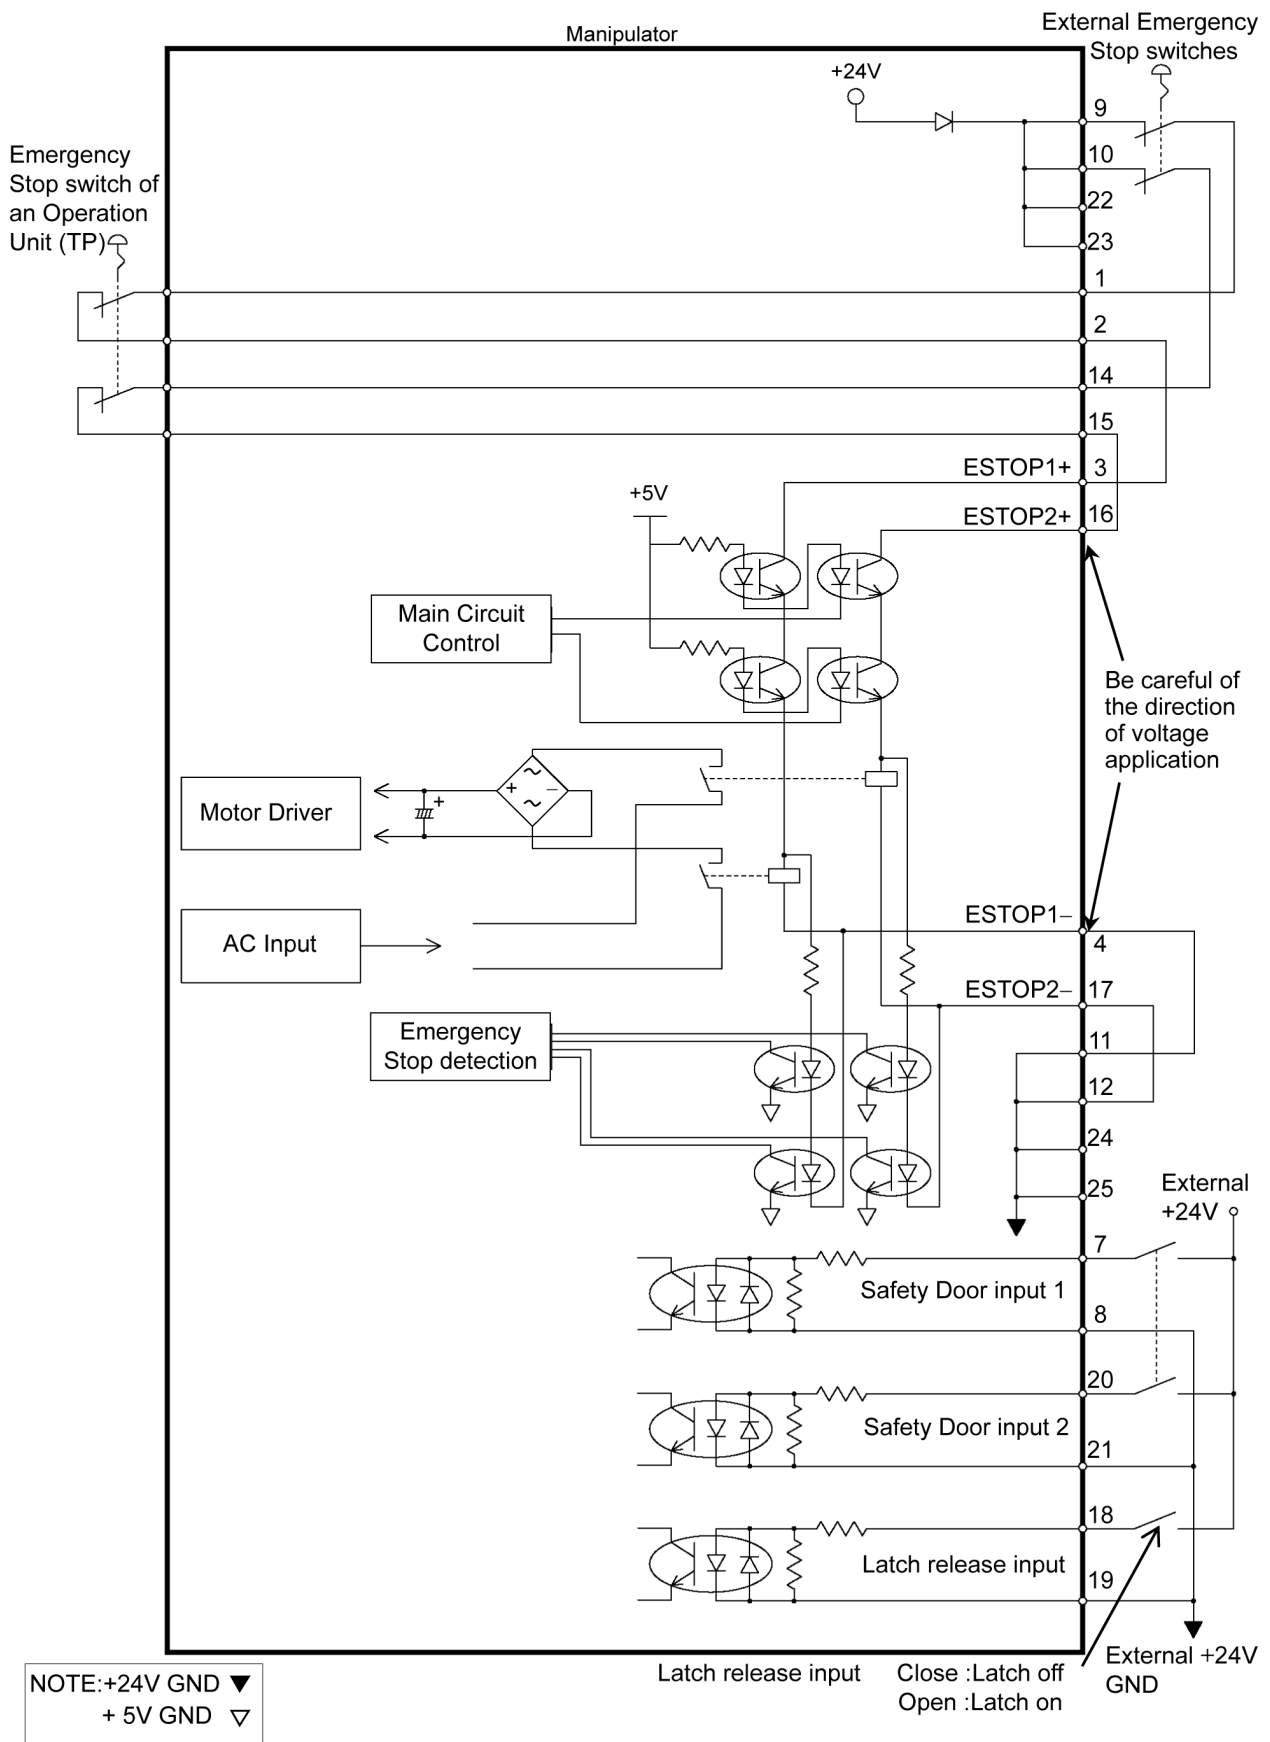 Manipulator
External Emergency
Stop switches
+24V
9
10
22
23
Emergency
Stop switch of
an Operation
Unit (TP)
1
2
14
15
ESTOP1+ 3
ESTOP2+ 16
+5V
Main Circuit
Control
Be careful of
the direction
of voltage
application
Motor Driver
+
+ −
AC Input
ESTOP1−
4
ESTOP2− 17
11
12
24
25
Emergency
Stop detection
External
+24V
7
Safety Door input 1
8
20
Safety Door input 2
21
18
Latch release input
19
External +24V
GND
Latch release input Close :Latch off
Open :Latch on
NOTE:+24V GND ▼
+ 5V GND ▽